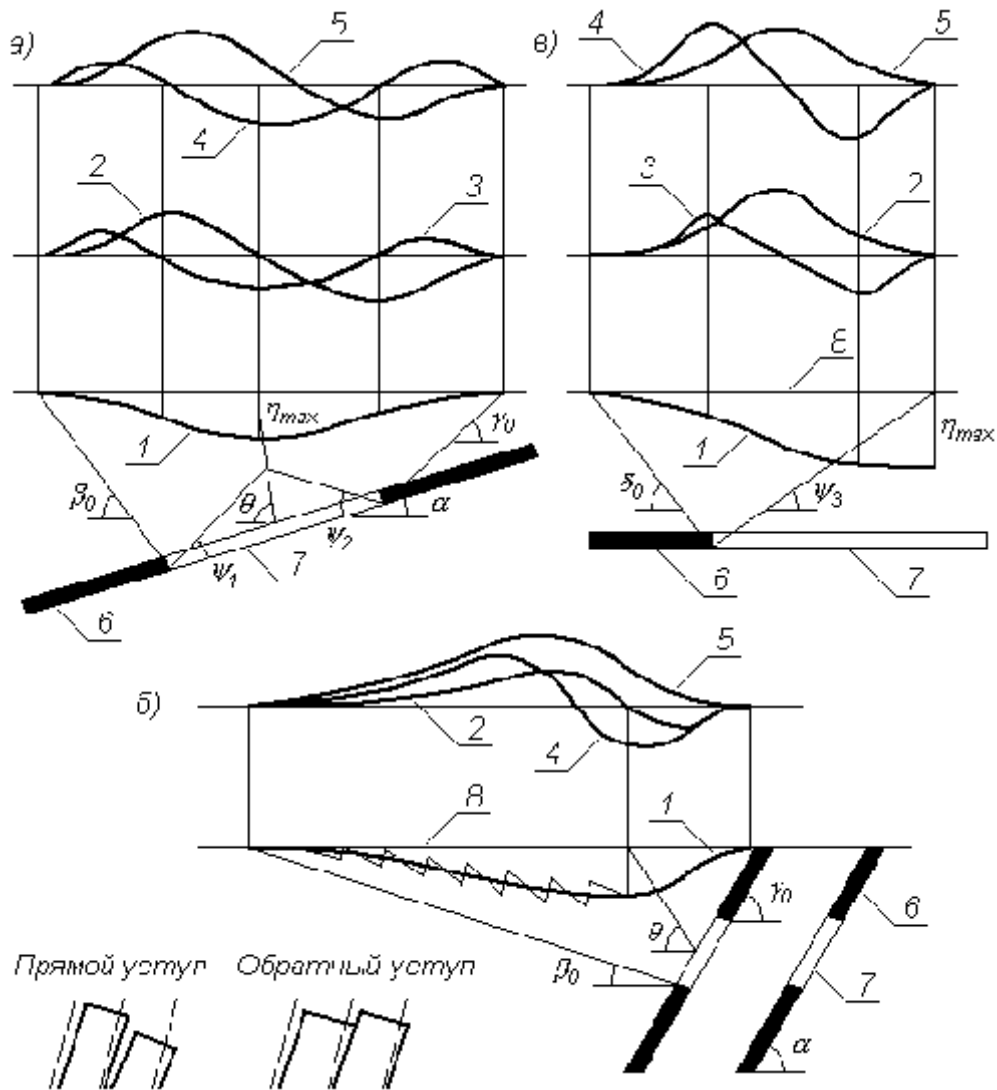 а)
5
4
2
3
1
η max
γ0
β0
θ
ψ1
ψ2
α
7
6
в)
4
5
3
2
8
1
η max
δ0
ψ3
6
7
б)
5
2
4
8
1
θ
β0
γ0
6
7
α
Прямой уступ
Обратный уступ